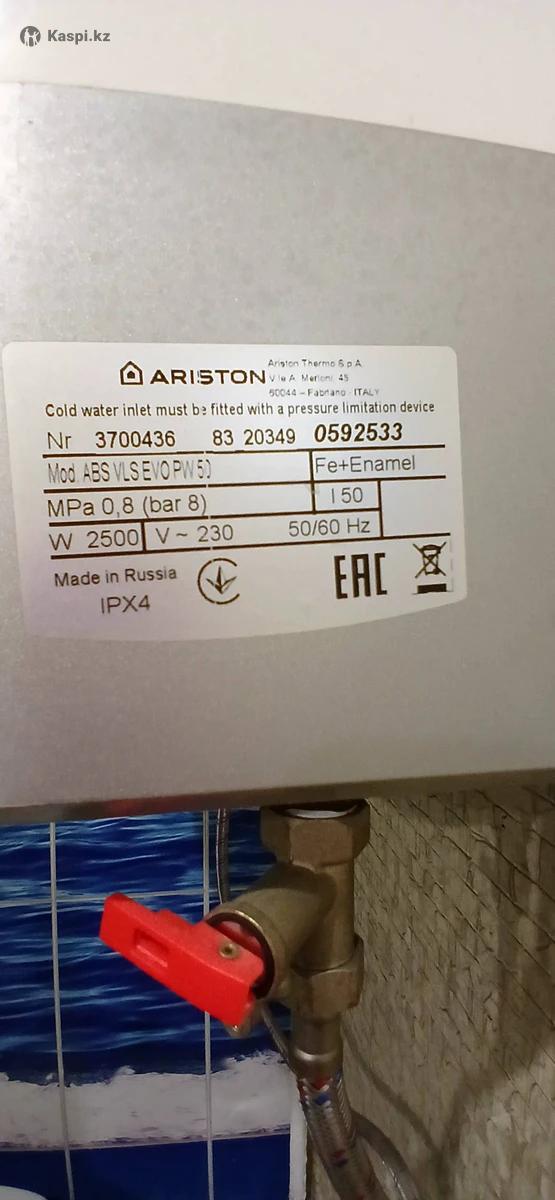 Kaspi.kz
ARISTON
Ariston Thermo S.p.A.
V.le A. Merloni, 45
60044 – Fabriano - ITALY
Cold water inlet must be fitted with a pressure limitation device
Nr 3700436 83 20349 0592533
Mod. ABS VLS EVO PW 50 Fe+Enamel
MPa 0,8 (bar 8) l 50
W 2500 V~ 230 50/60 Hz
Made in Russia
IPX4
EAC